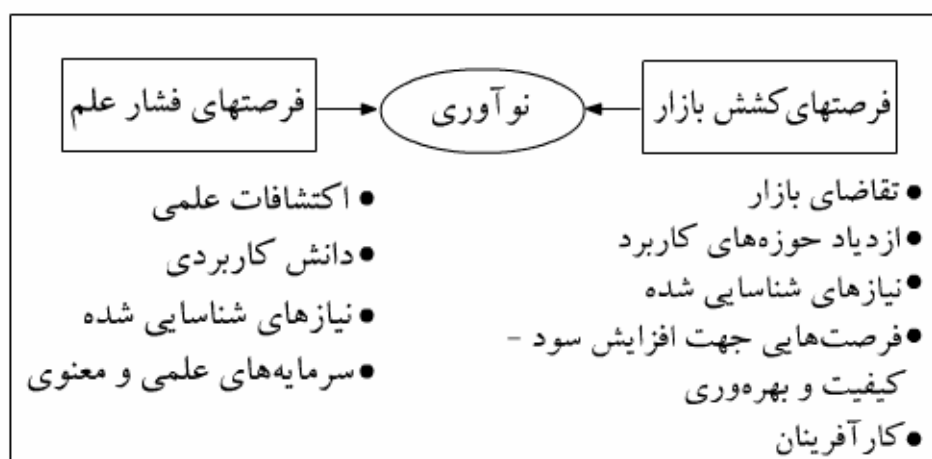 فرصتهای کشش بازار
نوآوری
فرصتهای فشار علم
● تقاضای بازار
● ازدیاد حوزه‌های کاربرد
● نیازهای شناسایی شده
● فرصت‌هایی جهت افزایش سود -
کیفیت و بهره‌وری
● کارآفرینان
● اکتشافات علمی
● دانش کاربردی
● نیازهای شناسایی شده
● سرمایه‌های علمی و معنوی